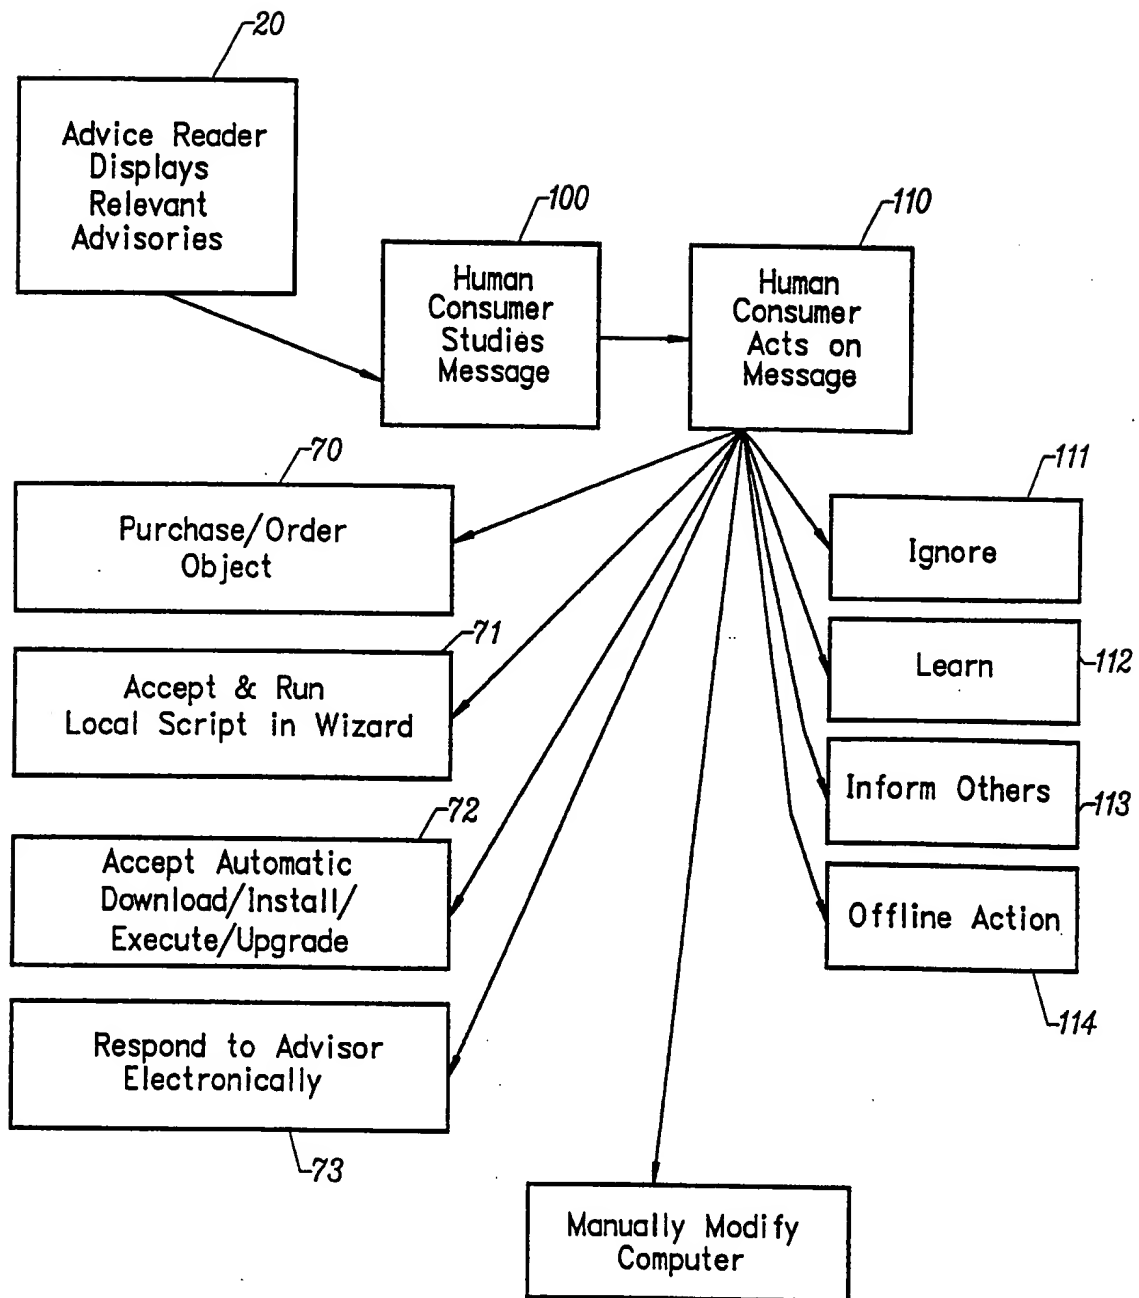 20
Advice Reader
Displays
Relevant
Advisories
100
Human
Consumer
Studies
Message
110
Human
Consumer
Acts on
Message
70
Purchase/Order
Object
71
Accept & Run
Local Script in Wizard
72
Accept Automatic
Download/Install/
Execute/Upgrade
Respond to Advisor
Electronically
73
111
Ignore
Learn
112
Inform Others
113
Offline Action
114
Manually Modify
Computer